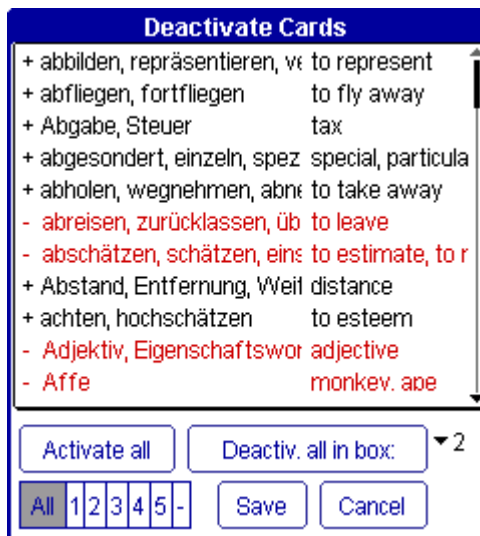 Deactivate Cards
+ abbilden, repräsentieren, ve to represent
+ abfliegen, fortfliegen to fly away
+ Abgabe, Steuer tax
+ abgesondert, einzeln, spez special, particula
+ abholen, wegnehmen, abne to take away
- abreisen, zurücklassen, üb to leave
- abschätzen, schätzen, eins to estimate, to r
+ Abstand, Entfernung, Weit distance
+ achten, hochschätzen to esteem
- Adjektiv, Eigenschaftswor adjective
- Affe monkey, ape
Activate all Deactiv. all in box: 2
All 1 2 3 4 5 - Save Cancel